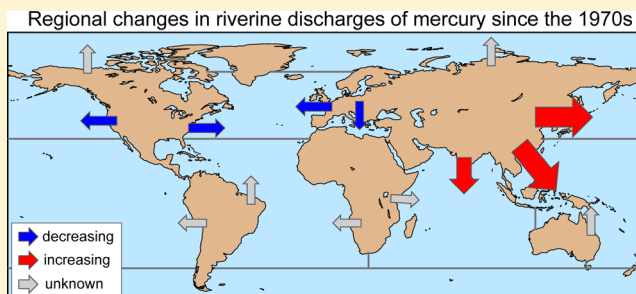 Regional changes in riverine discharges of mercury since the 1970s
decreasing
increasing
unknown